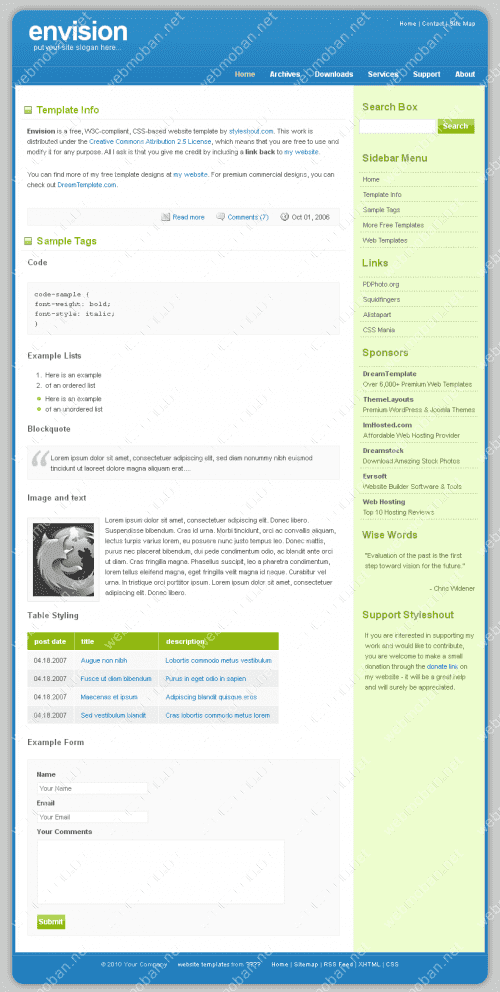 envision
put your site slogan here...
Home | Contact | Site Map
Home Archives Downloads Services Support About
Template Info
Envision is a free, W3C-compliant, CSS-based website template by styleshout.com. This work is
distributed under the Creative Commons Attribution 2.5 License, which means that you are free to use and
modify it for any purpose. All I ask is that you give me credit by including a link back to my website.
You can find more of my free template designs at my website. For premium commercial designs, you can
check out DreamTemplate.com.
Read more Comments (7) Oct 01, 2006
Sample Tags
Code
code-sample {
font-weight: bold;
font-style: italic;
}
Example Lists
1. Here is an example
2. of an ordered list
Here is an example
of an unordered list
Blockquote
Lorem ipsum dolor sit amet, consectetuer adipiscing elit, sed diam nonummy nibh euismod
tincidunt ut laoreet dolore magna aliquam erat....
Image and text
Lorem ipsum dolor sit amet, consectetuer adipiscing elit. Donec libero.
Suspendisse bibendum. Cras id urna. Morbi tincidunt, orci ac convallis aliquam,
lectus turpis varius lorem, eu posuere nunc justo tempus leo. Donec mattis,
purus nec placerat bibendum, dui pede condimentum odio, ac blandit ante orci
ut diam. Cras fringilla magna. Phasellus suscipit, leo a pharetra condimentum,
lorem tellus eleifend magna, eget fringilla velit magna id neque. Curabitur vel
urna. In tristique orci porttitor ipsum. Lorem ipsum dolor sit amet, consectetuer
adipiscing elit. Donec libero.
Table Styling
post date title description
04.18.2007 Augue non nibh Lobortis commodo metus vestibulum
04.18.2007 Fusce ut diam bibendum Purus in eget odio in sapien
04.18.2007 Maecenas et ipsum Adipiscing blandit quisque eros
04.18.2007 Sed vestibulum blandit Cras lobortis commodo metus lorem
Example Form
Name
Your Name
Email
Your Email
Your Comments
Submit
Search Box
Search
Sidebar Menu
Home
Template Info
Sample Tags
More Free Templates
Web Templates
Links
PDPhoto.org
Squidfingers
Alistapart
CSS Mania
Sponsors
DreamTemplate
Over 6,000+ Premium Web Templates
ThemeLayouts
Premium WordPress & Joomla Themes
ImHosted.com
Affordable Web Hosting Provider
Dreamstock
Download Amazing Stock Photos
Evrsoft
Website Builder Software & Tools
Web Hosting
Top 10 Hosting Reviews
Wise Words
"Evaluation of the past is the first
step toward vision for the future."
- Chris Widener
Support Styleshout
If you are interested in supporting my
work and would like to contribute,
you are welcome to make a small
donation through the donate link on
my website - it will be a great help
and will surely be appreciated.
© 2010 Your Company website templates from ???? Home | Sitemap | RSS Feed | XHTML | CSS
webmoban.net